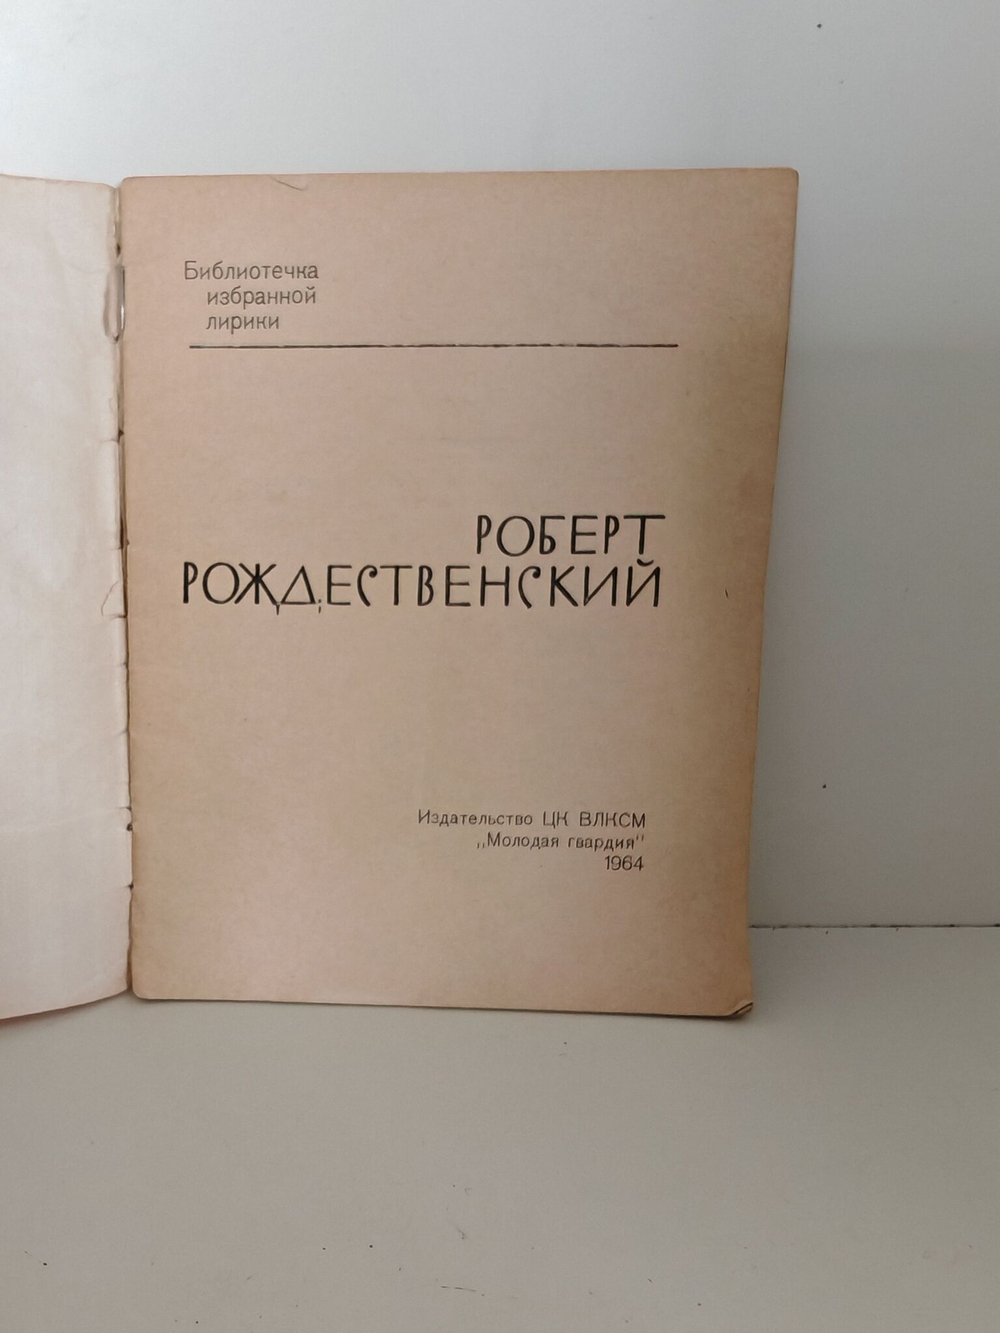 Библиотечка
избранной
лирики
РОБЕРТ
РОЖДЕСТВЕНСКИЙ
Издательство ЦК ВЛКСМ
„Молодая гвардия"
1964